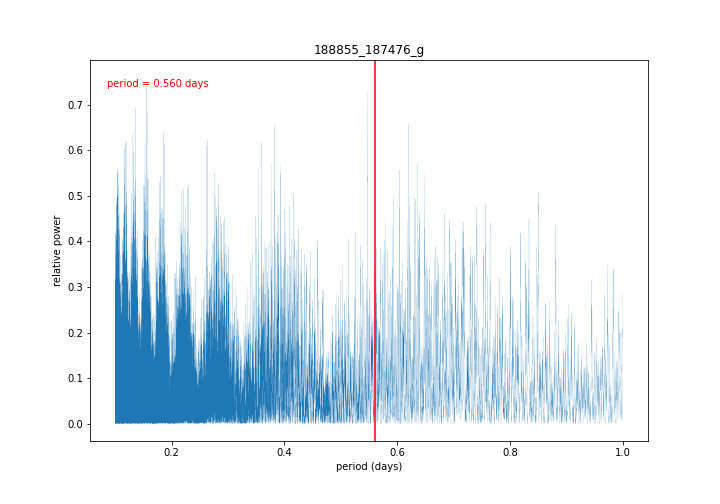 188855_187476_g
period = 0.560 days
relative power
0.7
0.6
0.5
0.4
0.3
0.2
0.1
0.0
0.2 0.4 0.6 0.8 1.0
period (days)